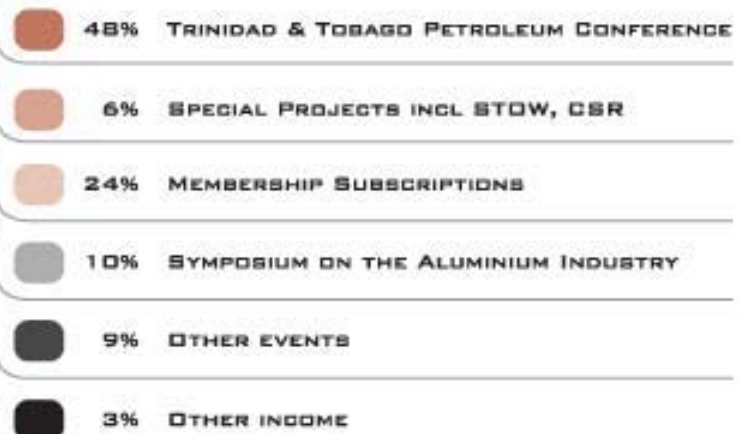 48% TRINIDAD & TOBAGO PETROLEUM CONFERENCE
6% SPECIAL PROJECTS INCL STOW, CSR
24% MEMBERSHIP SUBSCRIPTIONS
10% SYMPOSIUM ON THE ALUMINIUM INDUSTRY
9% OTHER EVENTS
3% OTHER INCOME